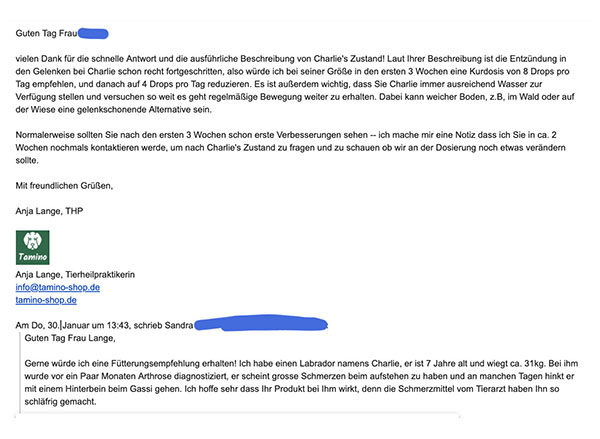 Guten Tag Frau
vielen Dank für die schnelle Antwort und die ausführliche Beschreibung von Charlie's Zustand! Laut Ihrer Beschreibung ist die Entzündung in
den Gelenken bei Charlie schon recht fortgeschritten, also würde ich bei seiner Größe in den ersten 3 Wochen eine Kurdosis von 8 Drops pro
Tag empfehlen, und danach auf 4 Drops pro Tag reduzieren. Es ist außerdem wichtig, dass Sie Charlie immer ausreichend Wasser zur
Verfügung stellen und versuchen so weit es geht regelmäßige Bewegung weiter zu erhalten. Dabei kann weicher Boden, z.B, im Wald oder auf
der Wiese eine gelenkschonende Alternative sein.
Normalerweise sollten Sie nach den ersten 3 Wochen schon erste Verbesserungen sehen -- ich mache mir eine Notiz dass ich Sie in ca. 2
Wochen nochmals kontaktieren werde, um nach Charlie's Zustand zu fragen und zu schauen ob wir an der Dosierung noch etwas verändern
sollte.
Mit freundlichen Grüßen,
Anja Lange, THP
Tamino
Anja Lange, Tierheilpraktikerin
info@tamino-shop.de
tamino-shop.de
Am Do, 30. Januar um 13:43, schrieb Sandra
Guten Tag Frau Lange,
Gerne würde ich eine Fütterungsempfehlung erhalten! Ich habe einen Labrador namens Charlie, er ist 7 Jahre alt und wiegt ca. 31kg. Bei ihm
wurde vor ein Paar Monaten Arthrose diagnostiziert, er scheint grosse Schmerzen beim aufstehen zu haben und an manchen Tagen hinkt er
mit einem Hinterbein beim Gassi gehen. Ich hoffe sehr dass Ihr Produkt bei Ihm wirkt, denn die Schmerzmittel vom Tierarzt haben Ihn so
schläfrig gemacht.